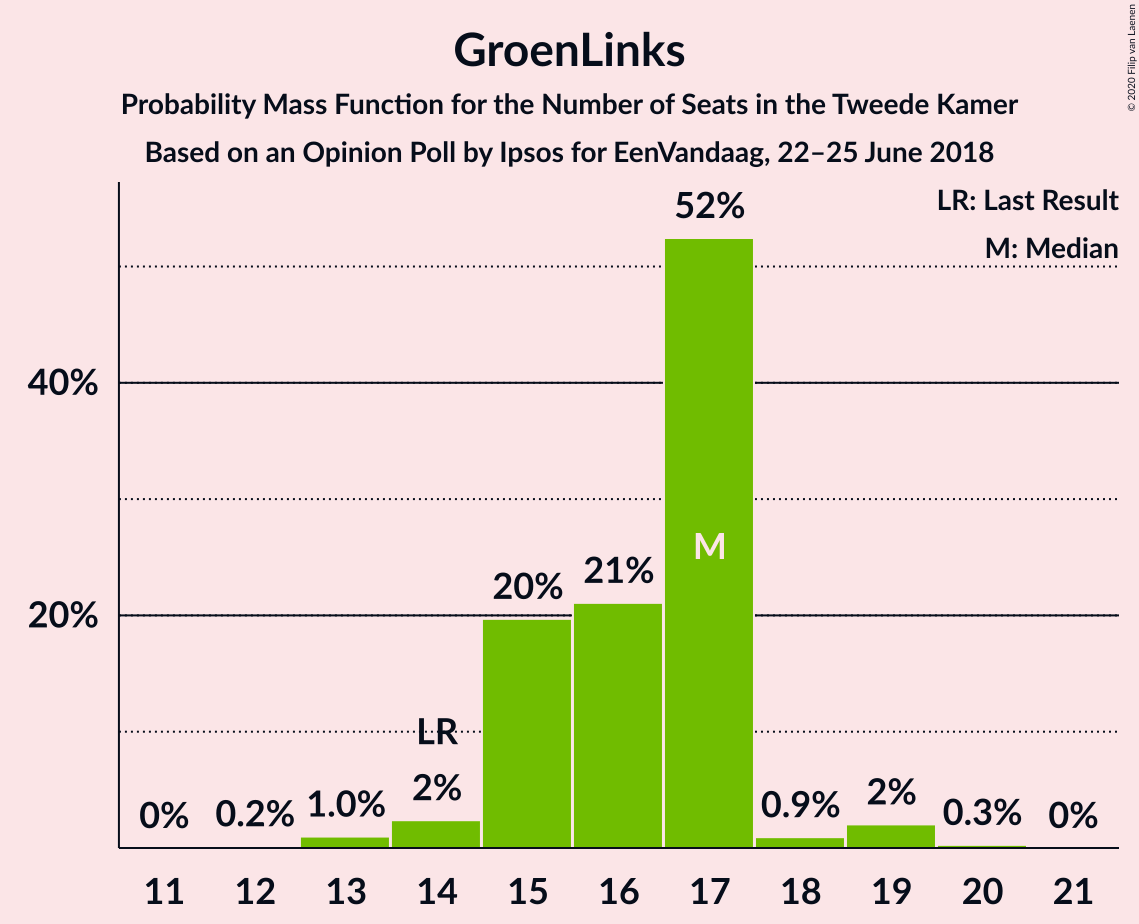 GroenLinks
Probability Mass Function for the Number of Seats in the Tweede Kamer
Based on an Opinion Poll by Ipsos for EenVandaag, 22–25 June 2018
© 2020 Filip van Laenen
LR: Last Result
M: Median
52%
40%
M
21%
20%
20%
LR
2%
0%
0.2%
1.0%
0.9%
2%
0.3%
0%
11 12 13 14 15 16 17 18 19 20 21